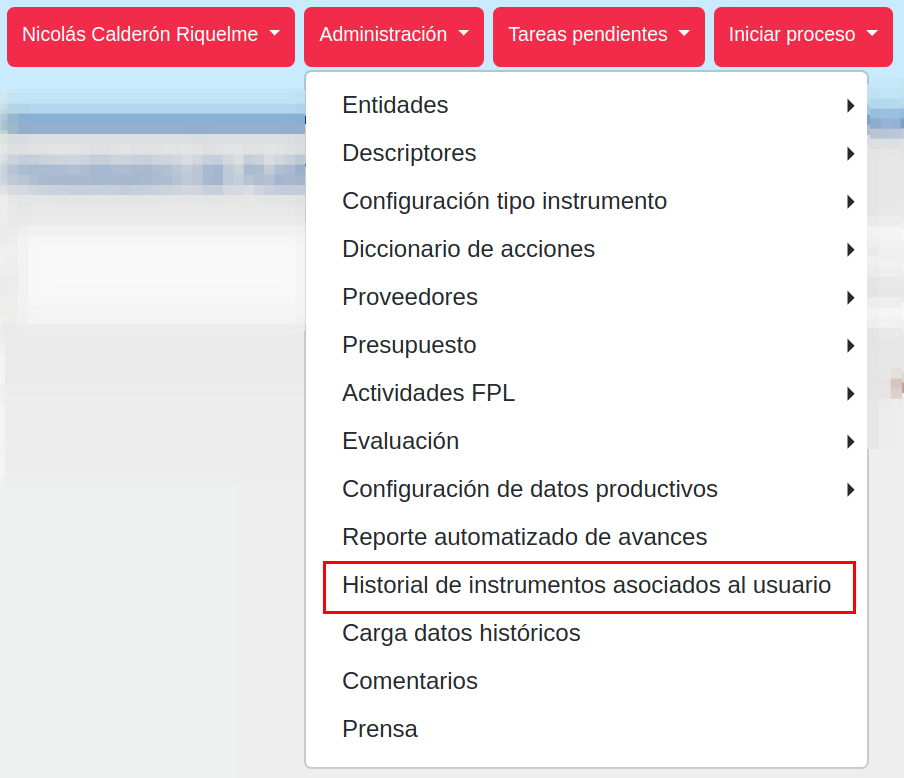 Nicolás Calderón Riquelme Administración Tareas pendientes Iniciar proceso
Entidades
Descriptores
Configuración tipo instrumento
Diccionario de acciones
Proveedores
Presupuesto
Actividades FPL
Evaluación
Configuración de datos productivos
Reporte automatizado de avances
Historial de instrumentos asociados al usuario
Carga datos históricos
Comentarios
Prensa